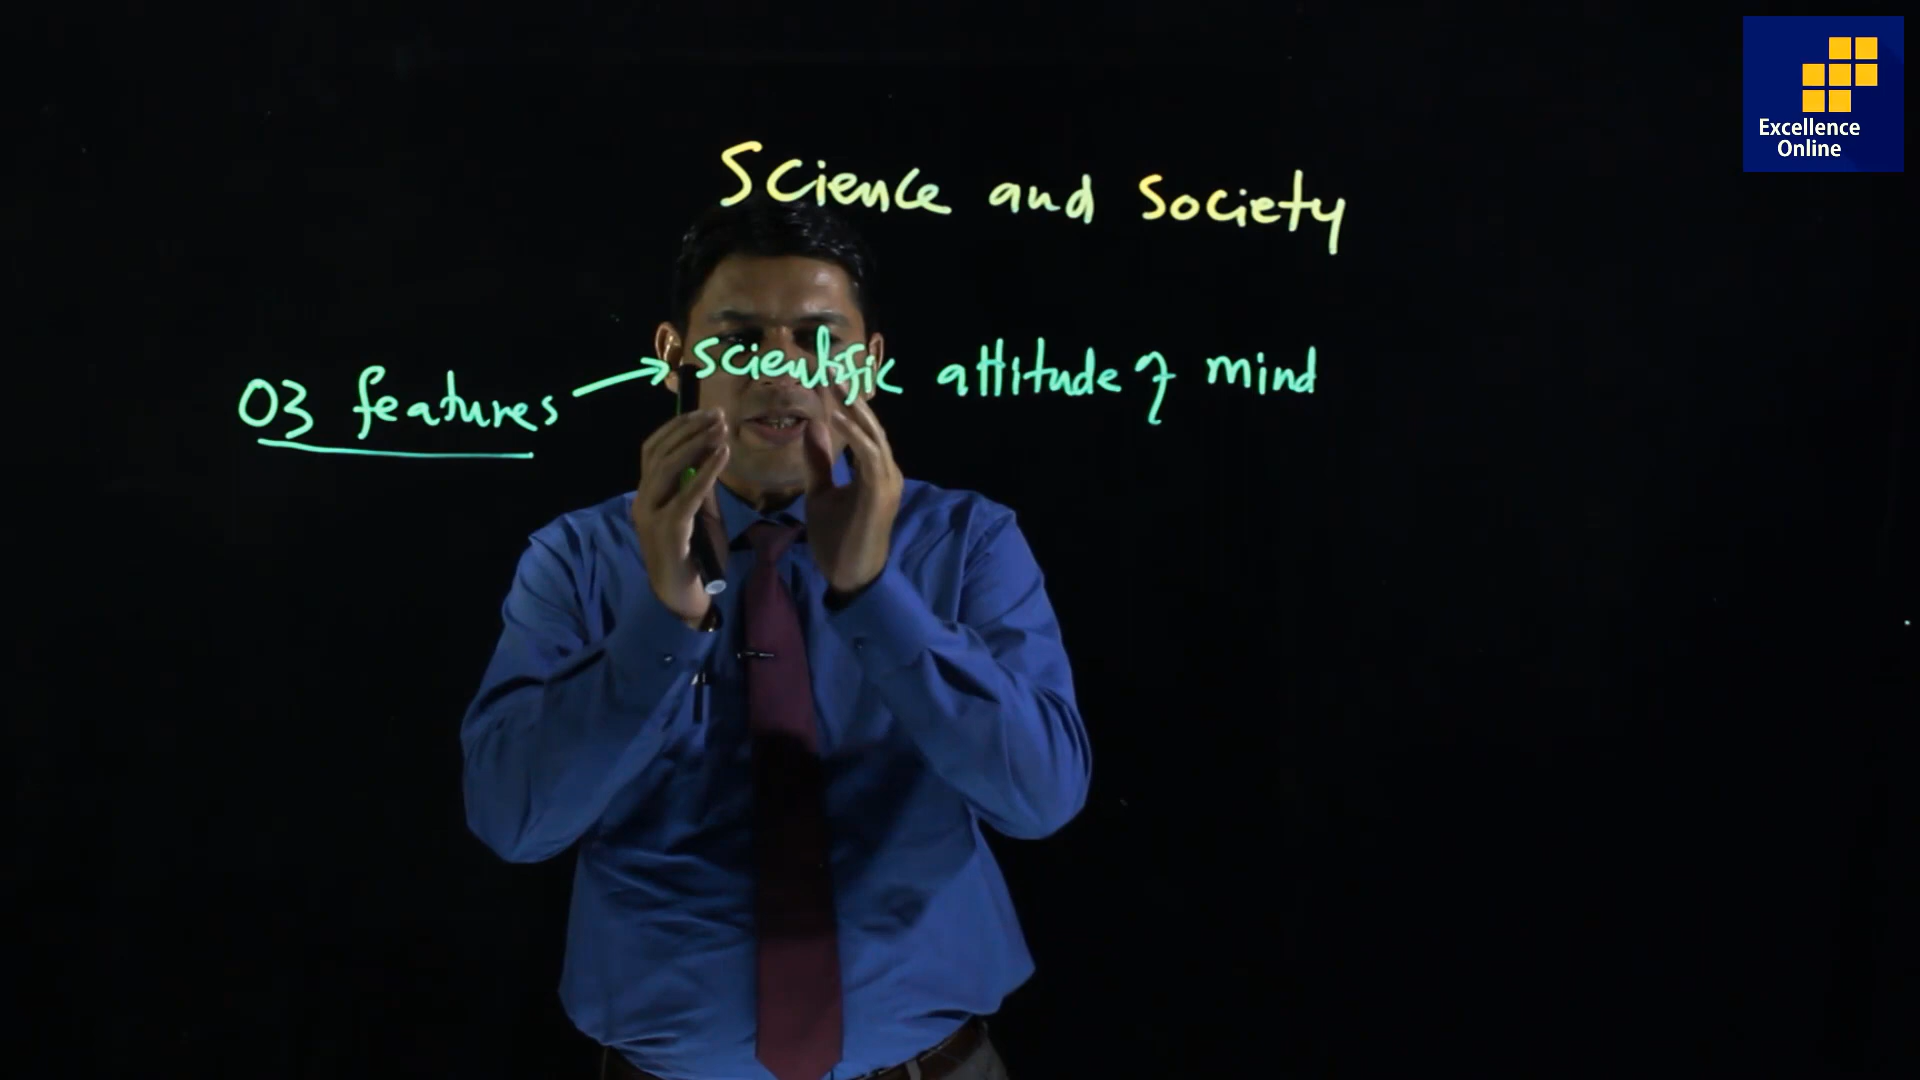 Excellence
Online
Science and Society
03 features → Scientific attitude of mind